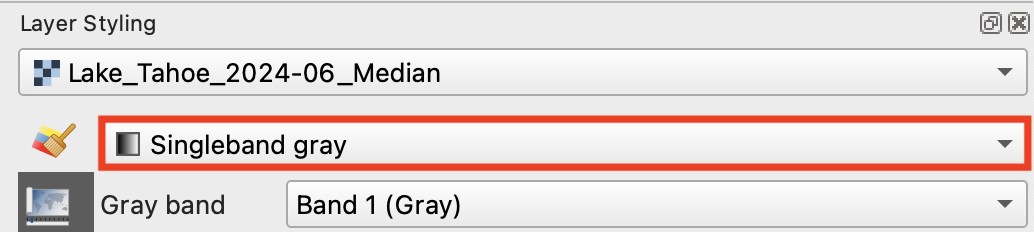 Layer Styling
Lake_Tahoe_2024-06_Median
Singleband gray
Gray band Band 1 (Gray)